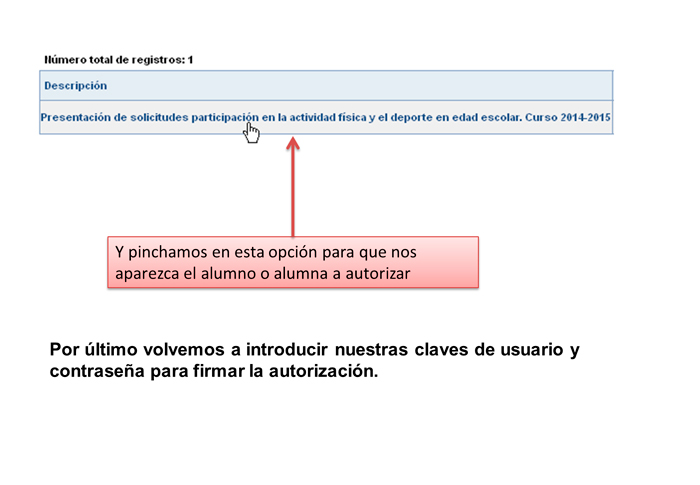 Número total de registros: 1
Descripción
Presentación de solicitudes participación en la actividad física y el deporte en edad escolar. Curso 2014-2015
Y pinchamos en esta opción para que nos
aparezca el alumno o alumna a autorizar
Por último volvemos a introducir nuestras claves de usuario y
contraseña para firmar la autorización.